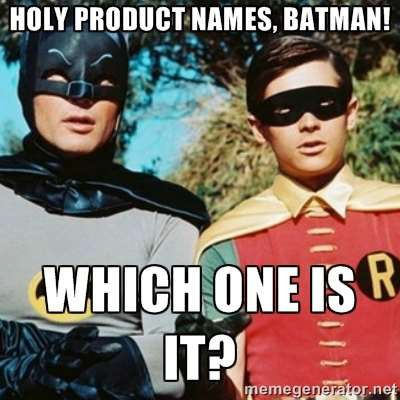 HOLY PRODUCT NAMES, BATMAN!
R
WHICH ONE IS
IT?
memegenerator.net